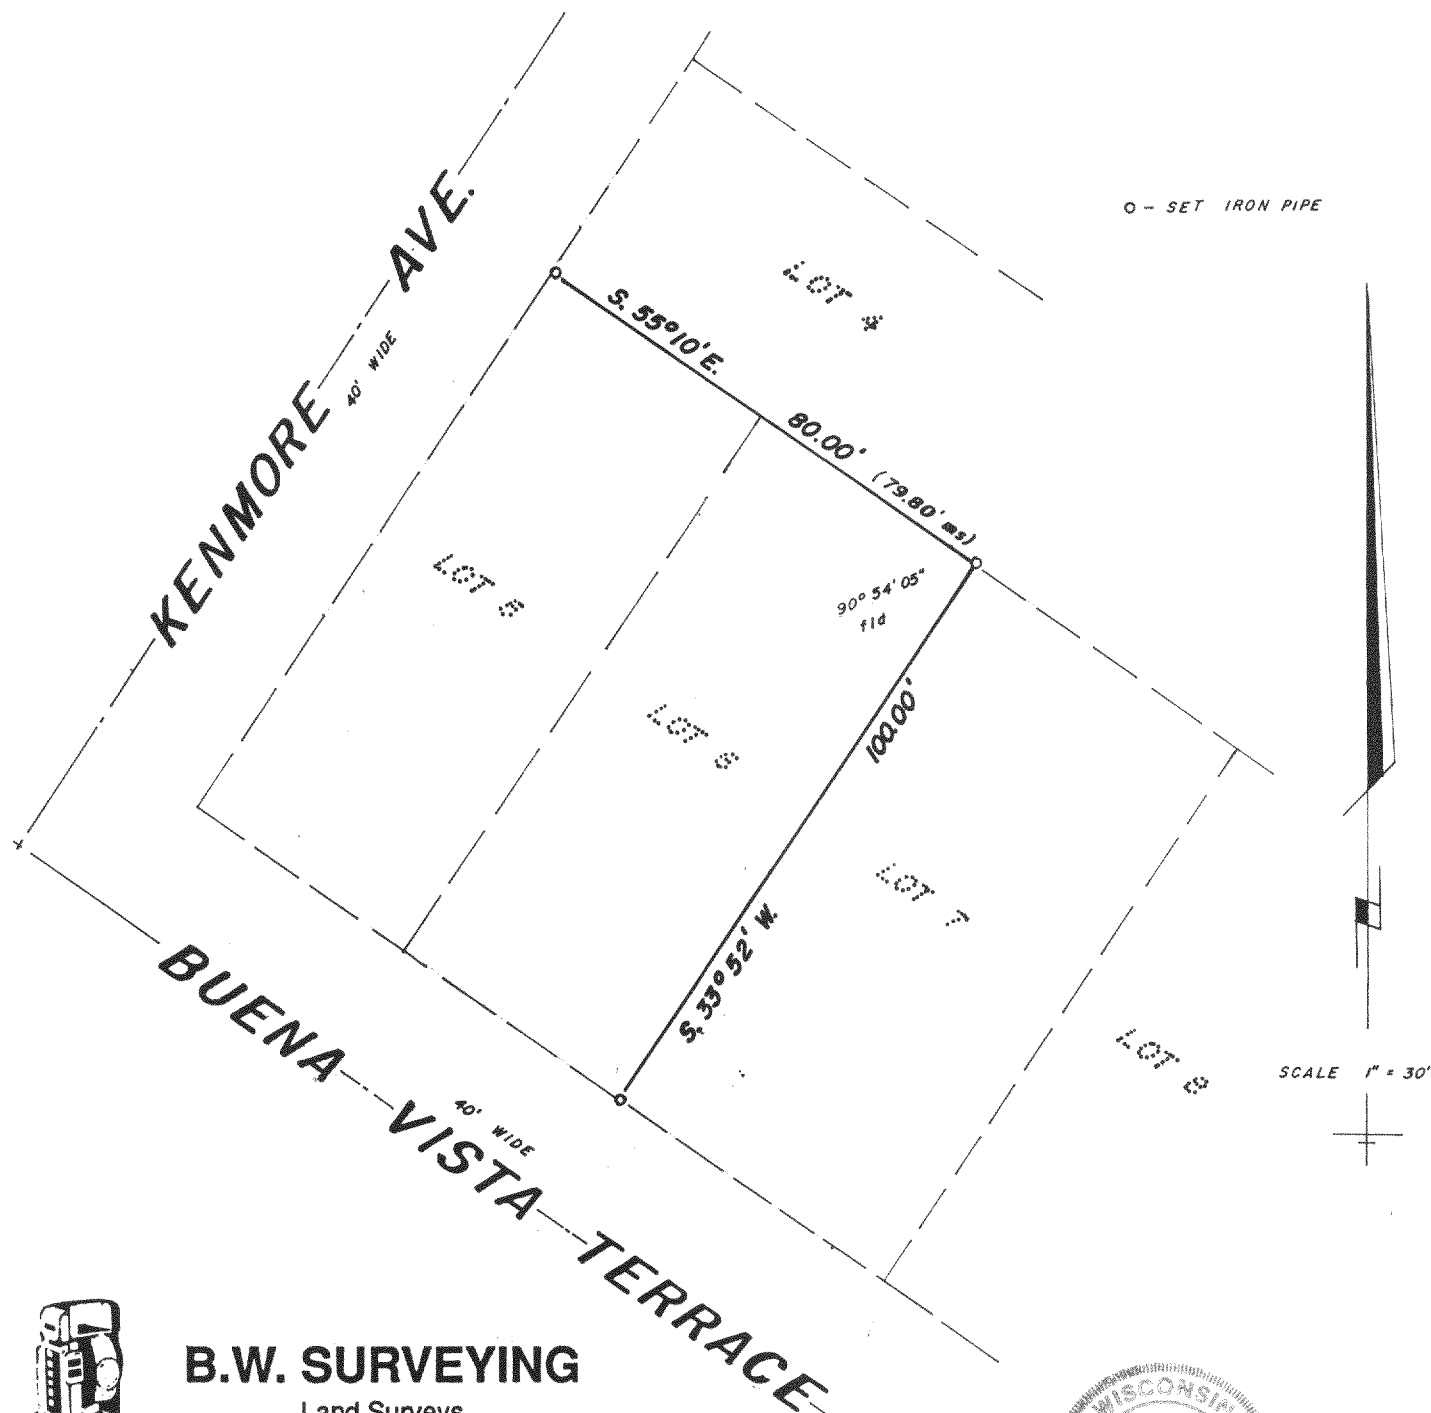 KENMORE AVE.
40' WIDE
O - SET IRON PIPE
LOT 4
S. 55° 10' E.
80.00' (79.80' ms)
90° 54' 05"
fld
LOT 5
LOT 6
100.00'
S. 33° 52' W.
LOT 7
LOT 8
SCALE 1" = 30'
BUENA VISTA TERRACE
40' WIDE
B.W. SURVEYING
Land Surveys
WISCONSIN